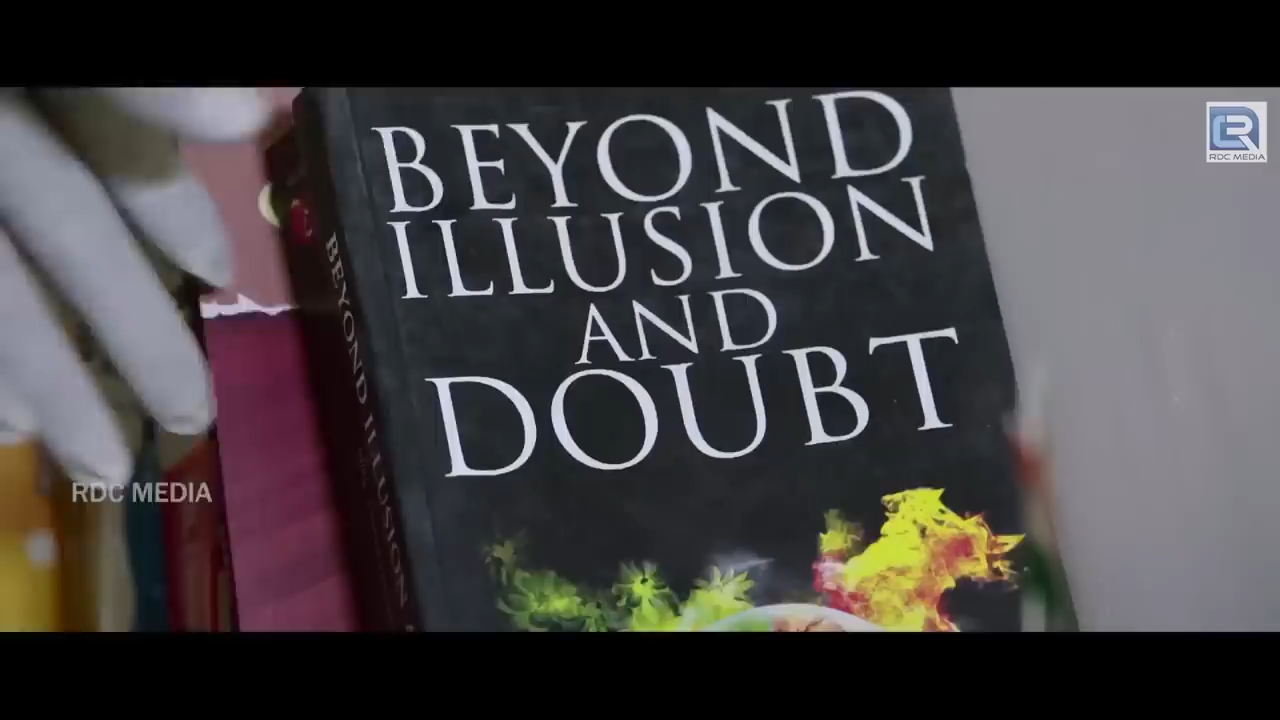 BEYOND
ILLUSION
AND
DOUBT
BEYOND ILLUSION
RDC MEDIA
RDC MEDIA